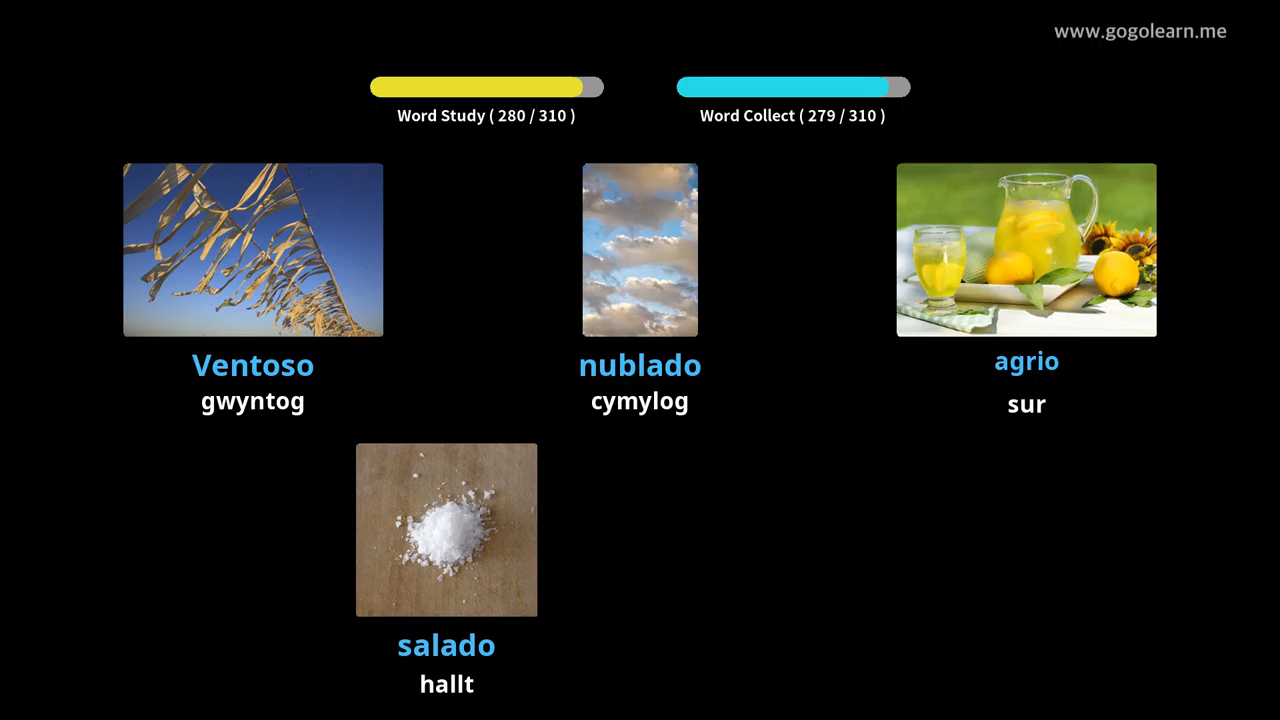 www.gogolearn.me
Word Study ( 280 / 310 )
Word Collect ( 279 / 310 )
Ventoso
gwyntog
nublado
cymylog
agrio
sur
salado
hallt